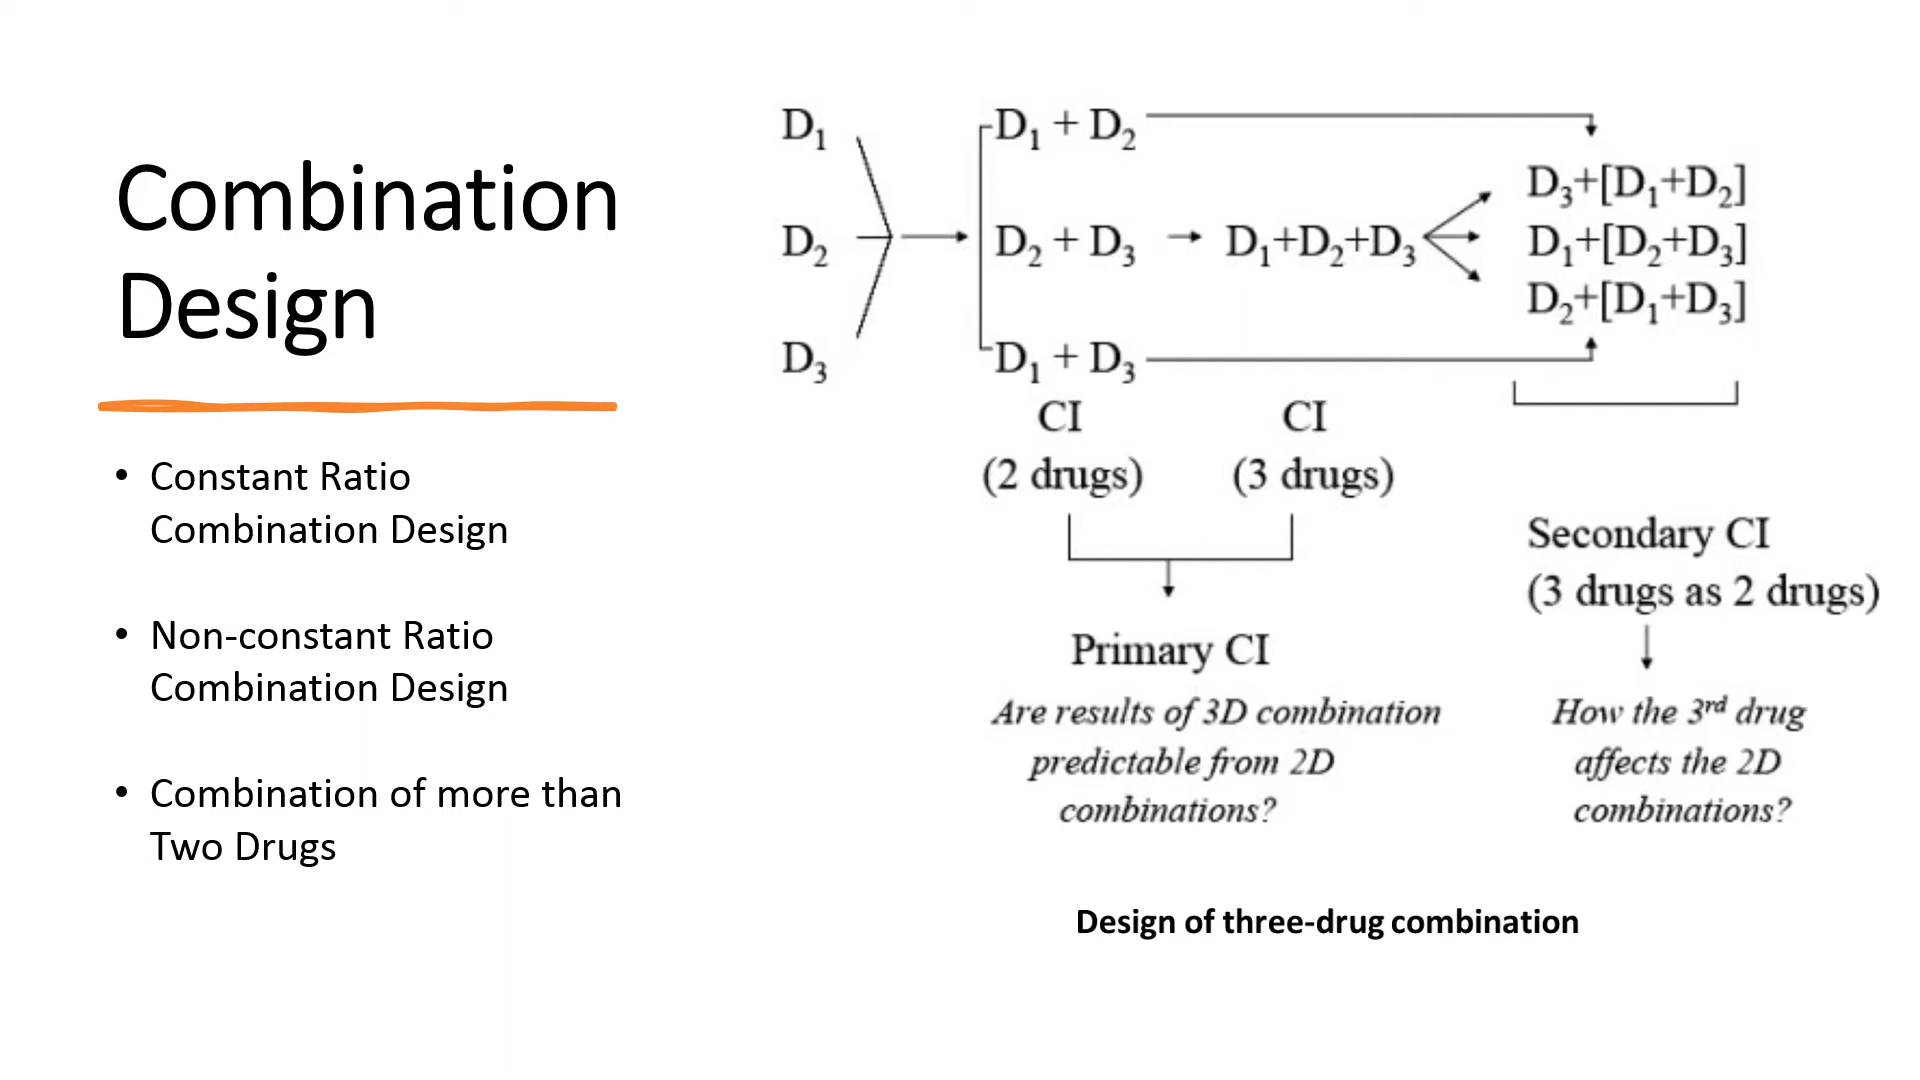 Combination
Design
• Constant Ratio
Combination Design
• Non-constant Ratio
Combination Design
• Combination of more than
Two Drugs
D₁
D₂
D₃
D₁ + D₂
D₂ + D₃
D₁ + D₃
D₁+D₂+D₃
D₃+[D₁+D₂]
D₁+[D₂+D₃]
D₂+[D₁+D₃]
CI
(2 drugs)
CI
(3 drugs)
Primary CI
Are results of 3D combination
predictable from 2D
combinations?
Secondary CI
(3 drugs as 2 drugs)
How the 3ʳᵈ drug
affects the 2D
combinations?
Design of three-drug combination